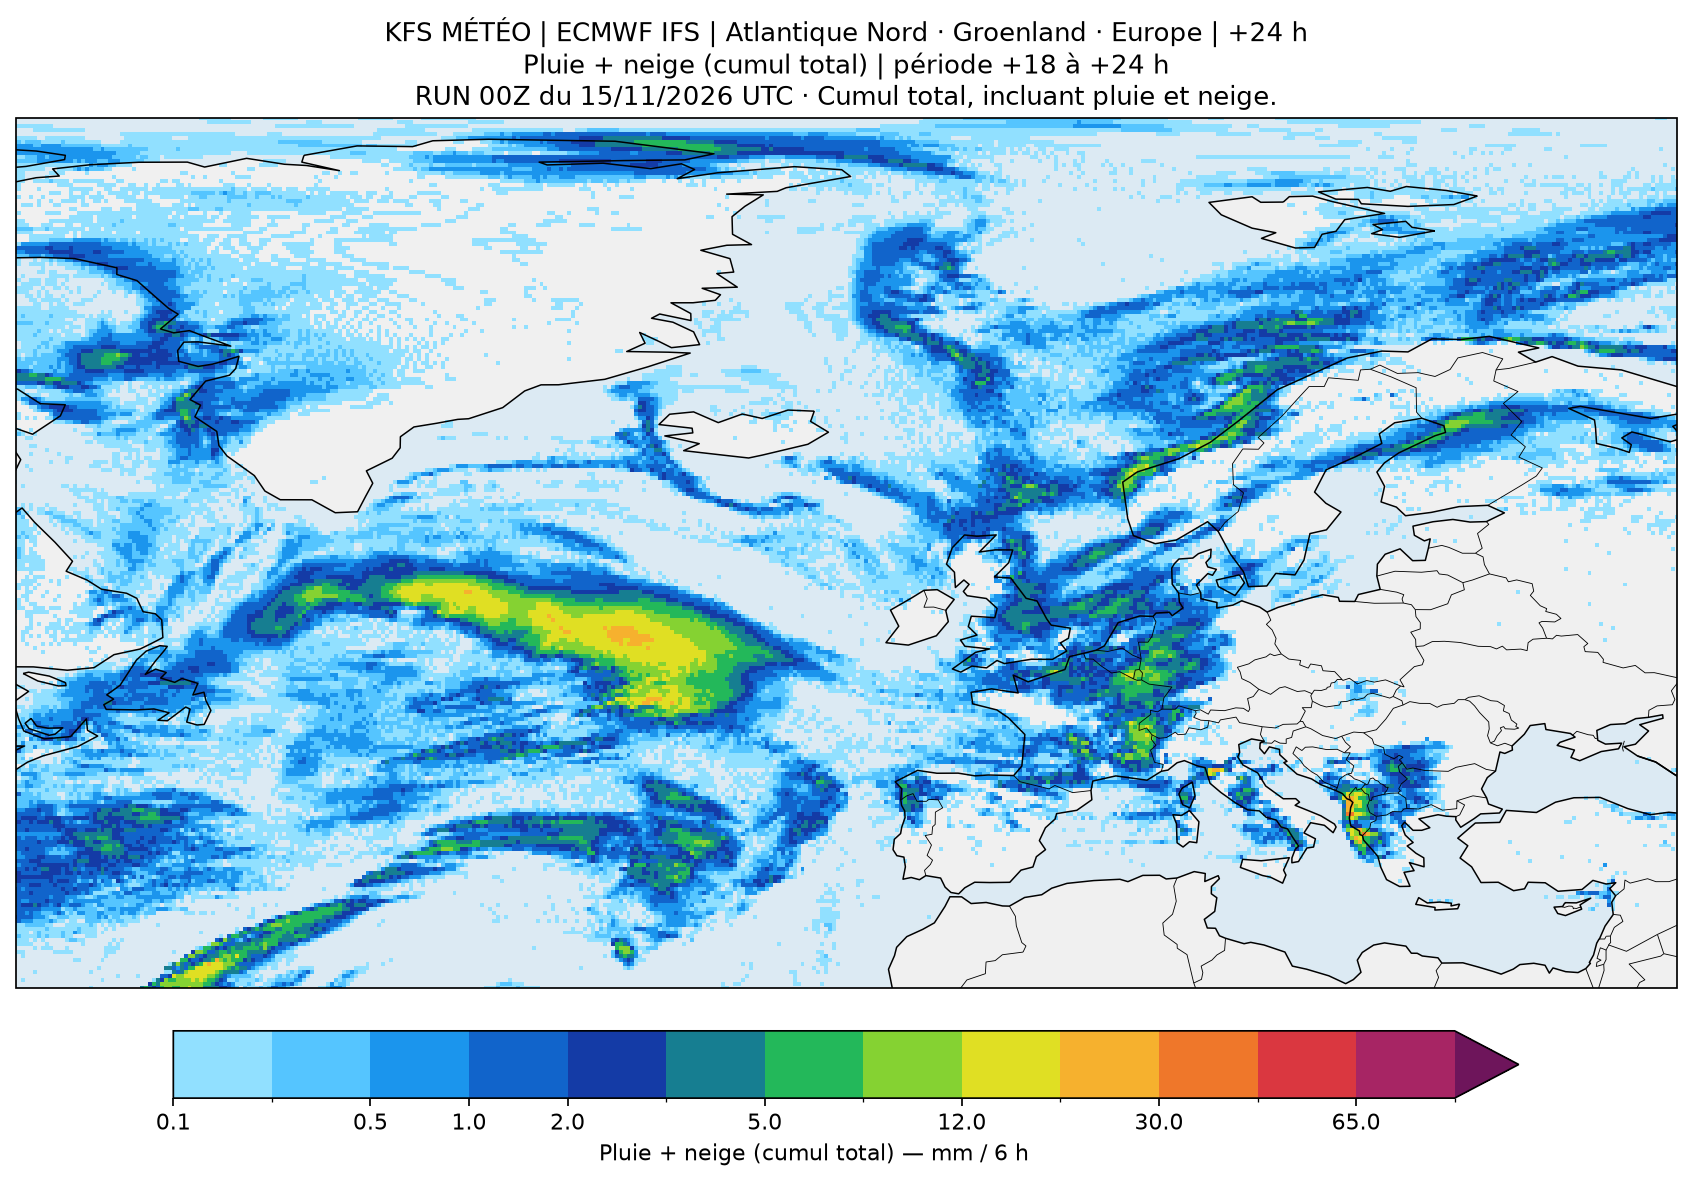 KFS MÉTÉO | ECMWF IFS | Atlantique Nord · Groenland · Europe | +24 h
Pluie + neige (cumul total) | période +18 à +24 h
RUN 00Z du 15/11/2026 UTC · Cumul total, incluant pluie et neige.
0.1 0.5 1.0 2.0 5.0 12.0 30.0 65.0
Pluie + neige (cumul total) — mm / 6 h